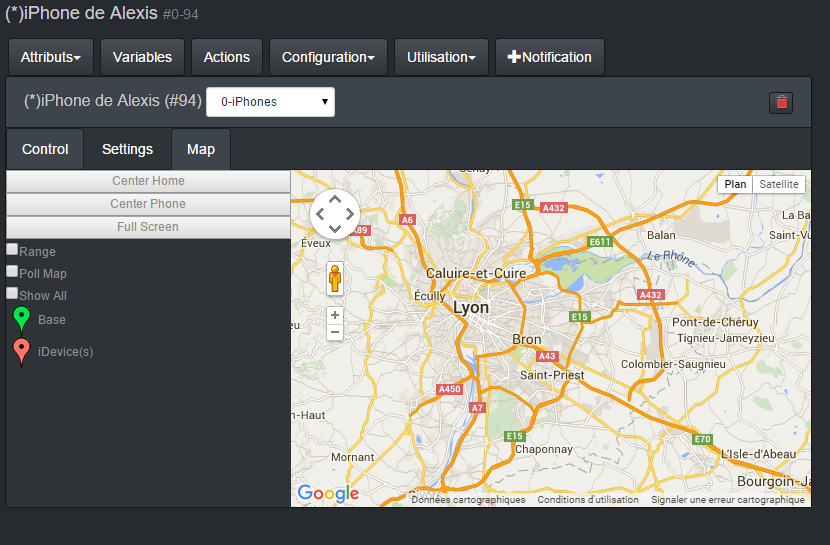 (*)iPhone de Alexis #0-94
Attributs Variables Actions Configuration Utilisation Notification
(*)iPhone de Alexis (#94) 0-iPhones
Control Settings Map
Center Home
Center Phone
Full Screen
Range
Poll Map
Show All
Base
iDevice(s)
Plan Satellite
E15
A432
A6
A89
La Ba
Balan
Saint-Vu
Éveux
E611
Le Rhône
Caluire-et-Cuire
Écully
A432
Lyon
E15
Pont-de-Chéruy
Bron
Tignieu-Jameyzieu
A43
Colombier-Saugnieu
Saint-Priest
A450
A7
n-Haut
E15
E70
Chaponnay
L'Isle-d'Abeau
Mornant
Bourgoin-Ja
Google
Données cartographiques Conditions d'utilisation Signaler une erreur cartographique